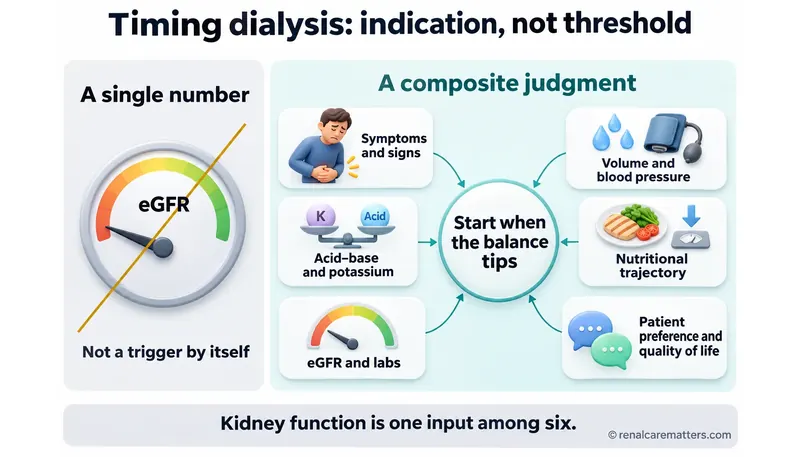 Timing dialysis: indication, not threshold
A single number
eGFR
Not a trigger by itself
A composite judgment
Symptoms
and signs
K
Acid
Acid–base
and potassium
eGFR and labs
Start when
the balance
tips
Volume and
blood pressure
Nutritional
trajectory
Patient
preference and
quality of life
Kidney function is one input among six.
© renalcarematters.com